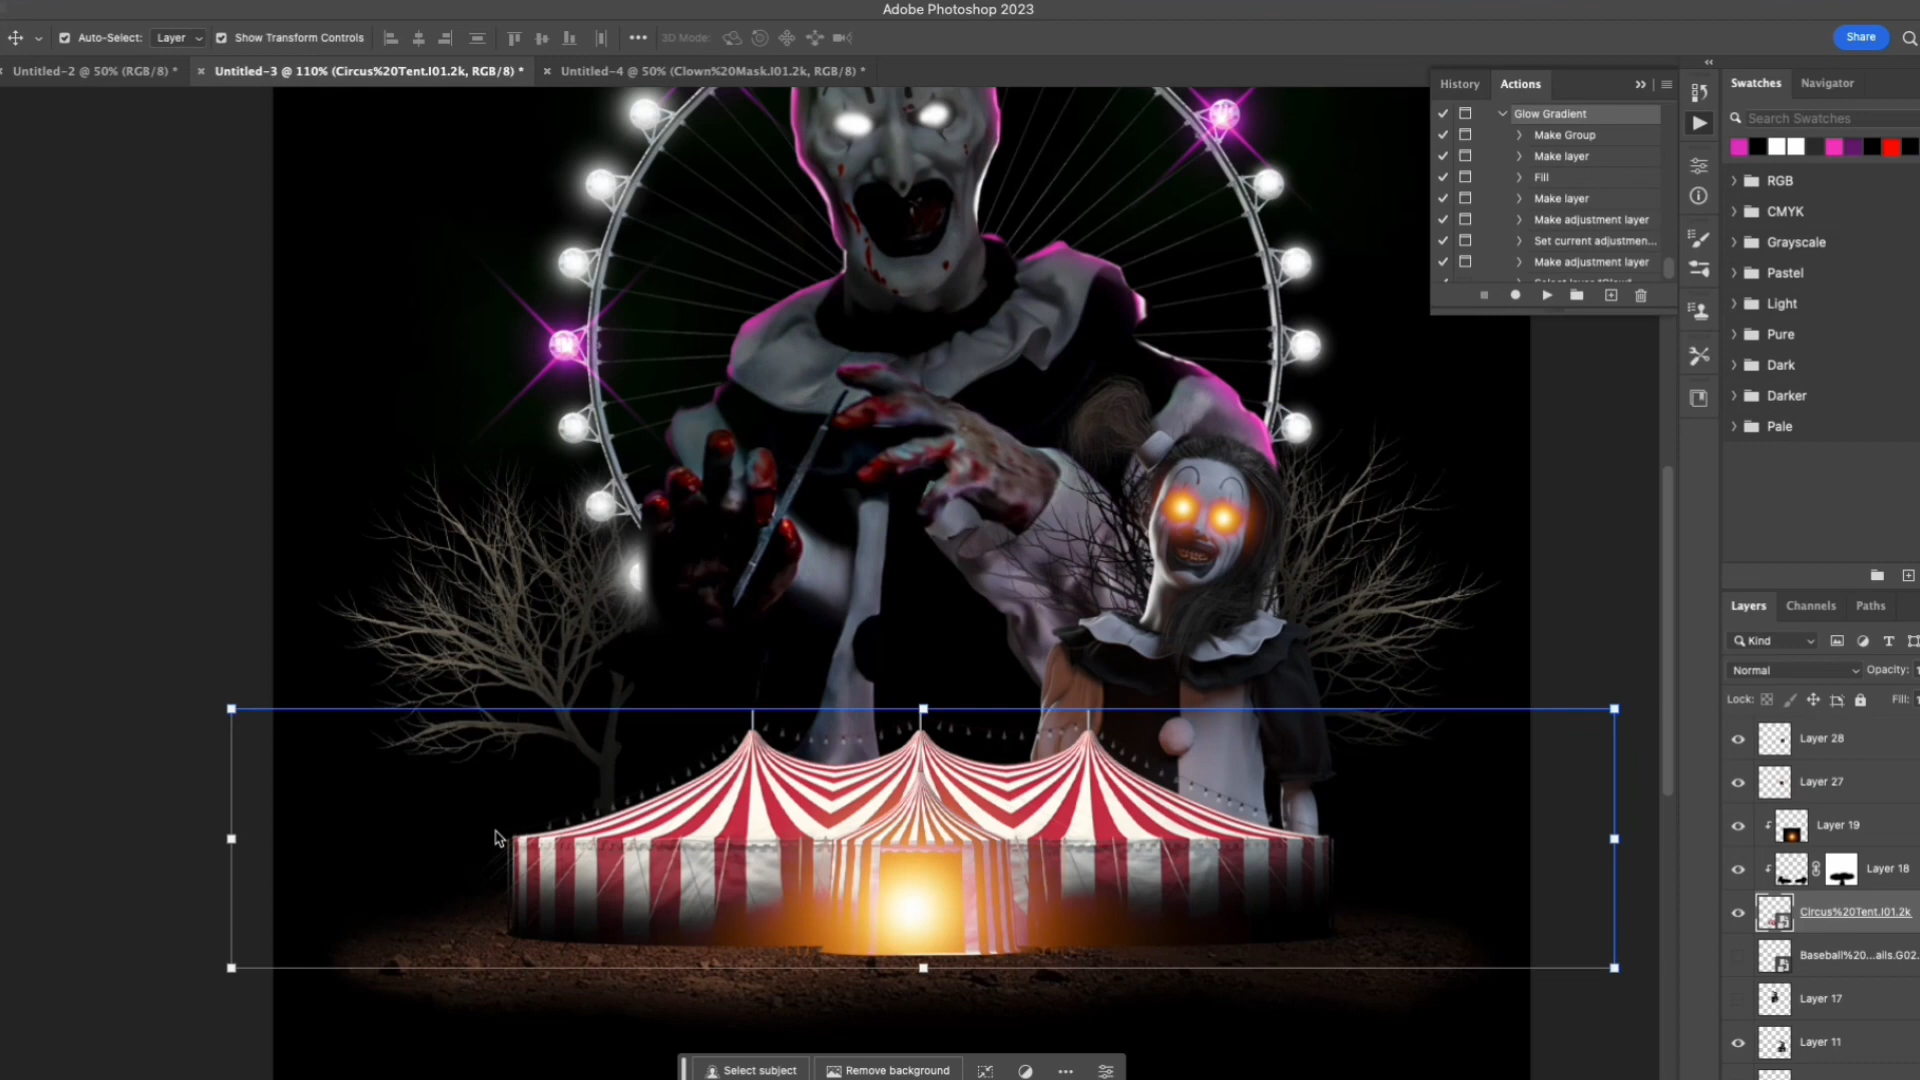 Adobe Photoshop 2023
Auto-Select: Layer Show Transform Controls 3D Mode: Share
Untitled-2 @ 50% (RGB/8) * Untitled-3 @ 110% (Circus%20Tent.I01.2k, RGB/8) * Untitled-4 @ 50% (Clown%20Mask.I01.2k, RGB/8) *
History Actions
Glow Gradient
Make Group
Make layer
Fill
Make layer
Make adjustment layer
Set current adjustmen...
Make adjustment layer
Swatches Navigator
Search Swatches
RGB
CMYK
Grayscale
Pastel
Light
Pure
Dark
Darker
Pale
Layers Channels Paths
Kind
Normal Opacity:
Lock: Fill:
Layer 28
Layer 27
Layer 19
Layer 18
Circus%20Tent.I01.2k
Baseball%20...alls.G02.
Layer 17
Layer 11
Select subject Remove background